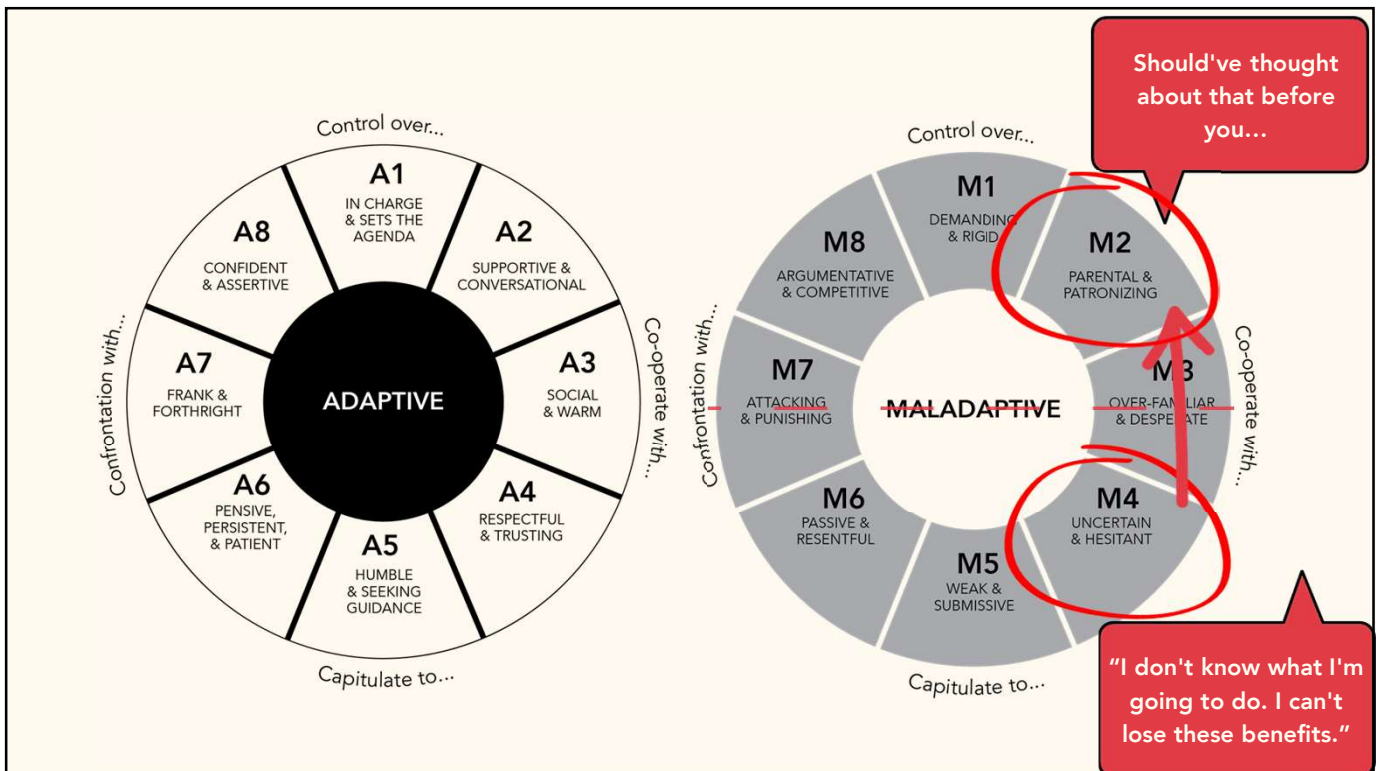 Should've thought
about that before
you...
Control over...
A1
IN CHARGE
& SETS THE
AGENDA
A2
SUPPORTIVE &
CONVERSATIONAL
A3
SOCIAL
& WARM
A4
RESPECTFUL
& TRUSTING
A5
HUMBLE
& SEEKING
GUIDANCE
A6
PENSIVE,
PERSISTENT,
& PATIENT
A7
FRANK &
FORTHRIGHT
A8
CONFIDENT
& ASSERTIVE
ADAPTIVE
Confrontation with...
Co-operate with...
Capitulate to...
Control over...
M1
DEMANDING
& RIGID
M2
PARENTAL &
PATRONIZING
M3
OVER-FAMILIAR
& DESPERATE
M4
UNCERTAIN
& HESITANT
M5
WEAK &
SUBMISSIVE
M6
PASSIVE &
RESENTFUL
M7
ATTACKING
& PUNISHING
M8
ARGUMENTATIVE
& COMPETITIVE
MALADAPTIVE
Confrontation with...
Co-operate with...
Capitulate to...
"I don't know what I'm
going to do. I can't
lose these benefits."